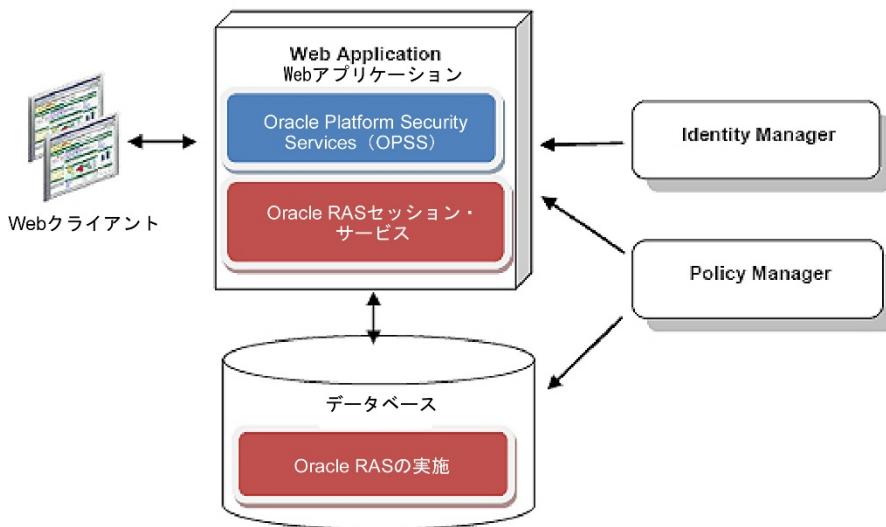 Web Application
Webアプリケーション
Oracle Platform Security
Services（OPSS）
Oracle RASセッション・
サービス
Webクライアント
Identity Manager
Policy Manager
データベース
Oracle RASの実施